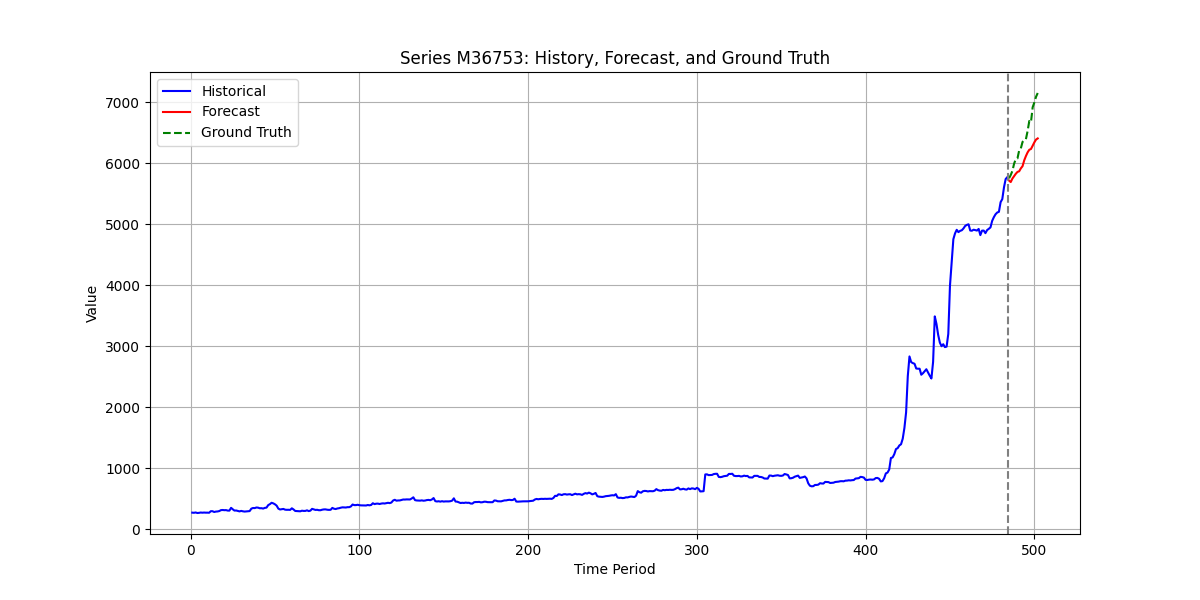 Series M36753: History, Forecast, and Ground Truth
Historical
Forecast
Ground Truth
7000
6000
5000
4000
3000
2000
1000
0
Value
0 100 200 300 400 500
Time Period